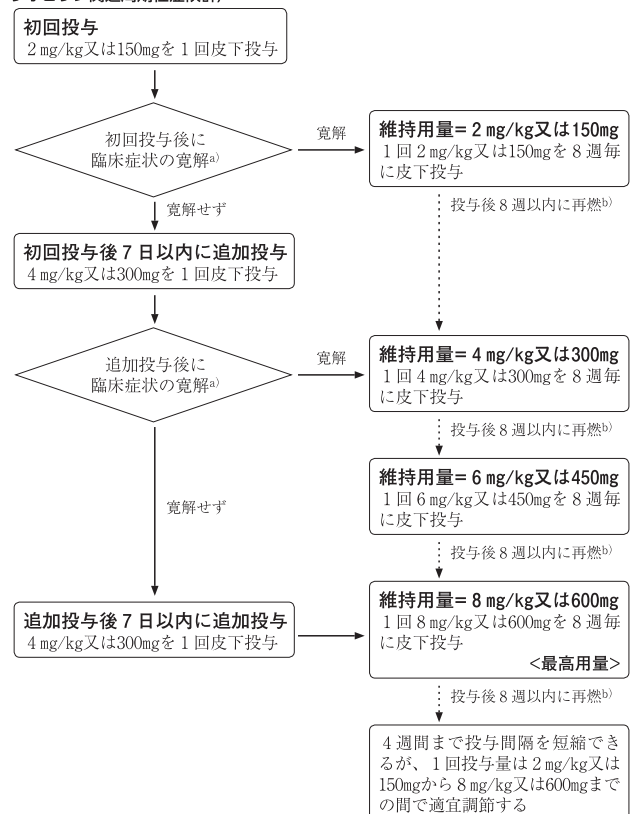 初回投与
2mg/kg又は150mgを1回皮下投与
初回投与後に
臨床症状の寛解a)
寛解
維持用量=2mg/kg又は150mg
1回2mg/kg又は150mgを8週毎
に皮下投与
寛解せず
投与後8週以内に再燃b)
初回投与後7日以内に追加投与
4mg/kg又は300mgを1回皮下投与
追加投与後に
臨床症状の寛解a)
寛解
維持用量=4mg/kg又は300mg
1回4mg/kg又は300mgを8週毎
に皮下投与
投与後8週以内に再燃b)
維持用量=6mg/kg又は450mg
1回6mg/kg又は450mgを8週毎
に皮下投与
寛解せず
投与後8週以内に再燃b)
追加投与後7日以内に追加投与
4mg/kg又は300mgを1回皮下投与
維持用量=8mg/kg又は600mg
1回8mg/kg又は600mgを8週毎
に皮下投与
<最高用量>
投与後8週以内に再燃b)
4週間まで投与間隔を短縮でき
るが、1回投与量は2mg/kg又は
150mgから8mg/kg又は600mgまで
の間で適宜調節する